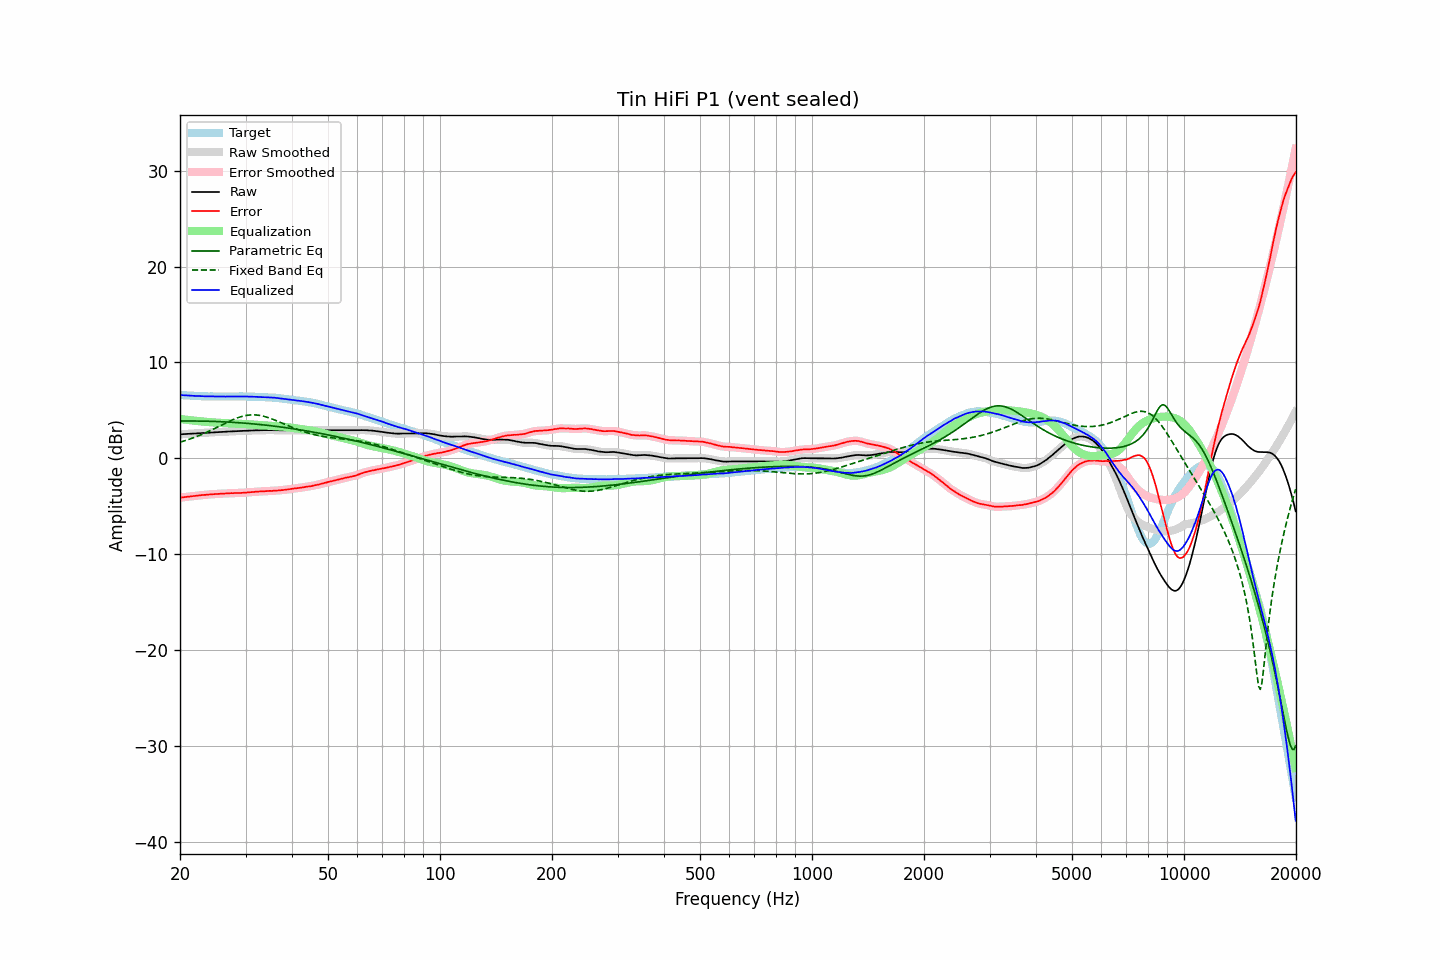 Tin HiFi P1 (vent sealed)
Target
Raw Smoothed
Error Smoothed
Raw
Error
Equalization
Parametric Eq
Fixed Band Eq
Equalized
30
20
10
0
−10
−20
−30
−40
Amplitude (dBr)
20 50 100 200 500 1000 2000 5000 10000 20000
Frequency (Hz)